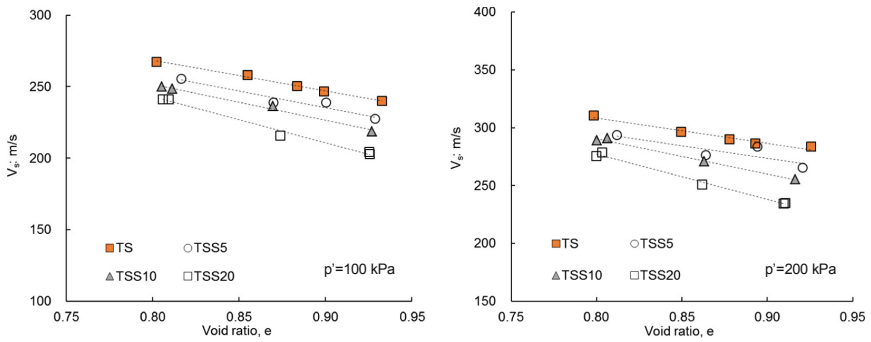 300
250
200
150
100
Vs: m/s
TS
TSS5
TSS10
TSS20
p'=100 kPa
0.75 0.80 0.85 0.90 0.95
Void ratio, e
400
350
300
250
200
150
Vs: m/s
TS
TSS5
TSS10
TSS20
p'=200 kPa
0.75 0.80 0.85 0.90 0.95
Void ratio, e